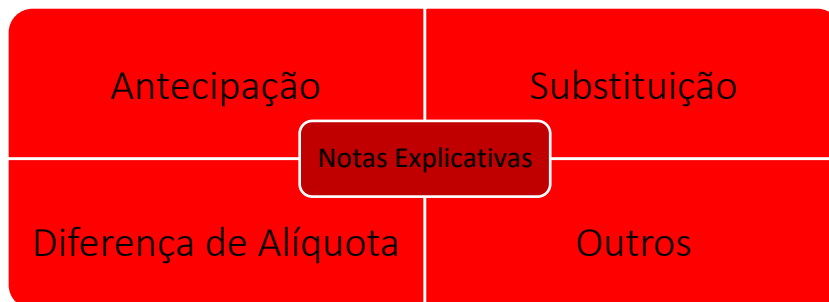 Antecipação
Substituição
Notas Explicativas
Diferença de Alíquota
Outros